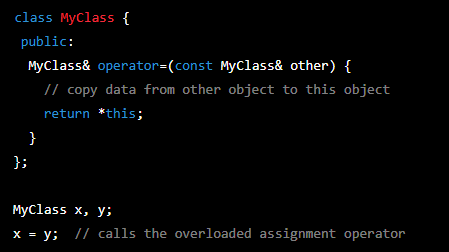 class MyClass {
public:
MyClass& operator=(const MyClass& other) {
// copy data from other object to this object
return *this;
}
};
MyClass x, y;
x = y;  // calls the overloaded assignment operator